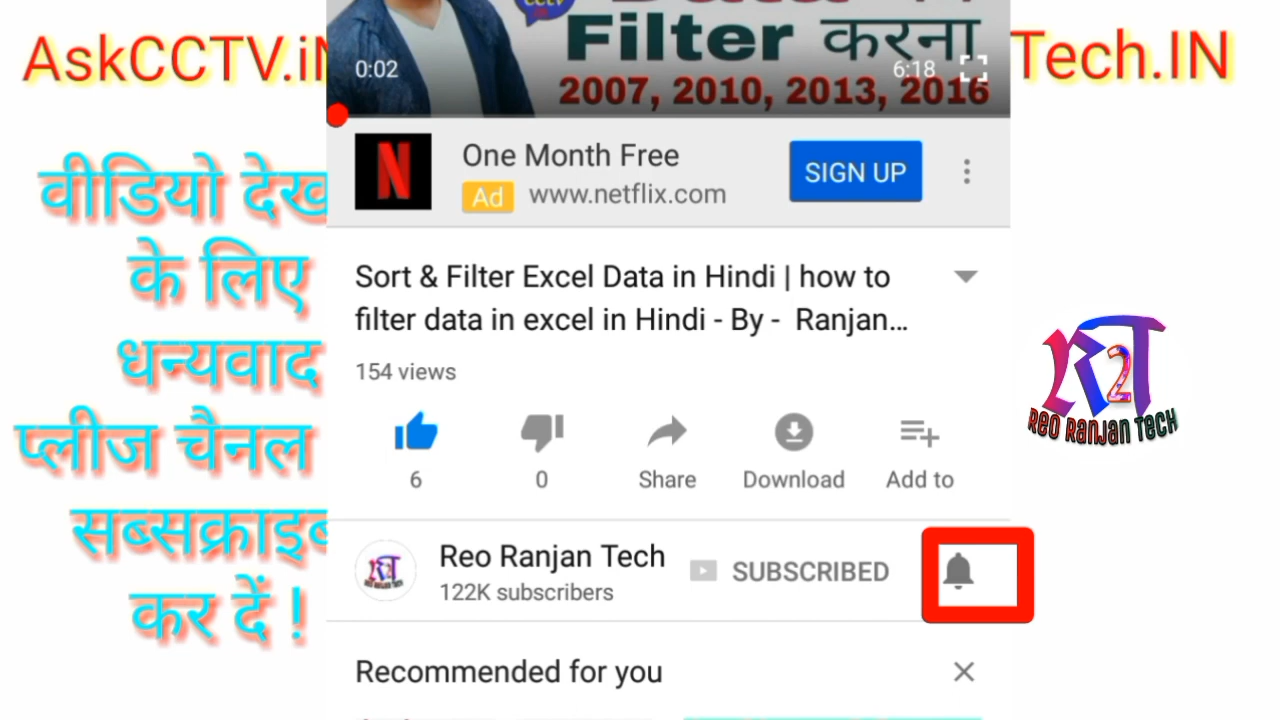 AskCCTV.iN
Tech.IN
cctv
Filter करना
0:02
6:18
2007, 2010, 2013, 2016
One Month Free
Ad www.netflix.com
SIGN UP
Sort & Filter Excel Data in Hindi | how to
filter data in excel in Hindi - By - Ranjan...
154 views
6
0
Share
Download
Add to
Reo Ranjan Tech
122K subscribers
SUBSCRIBED
Recommended for you
वीडियो देख
के लिए
धन्यवाद
प्लीज चैनल
सब्सक्राइब
कर दें !
R2T
Reo Ranjan Tech